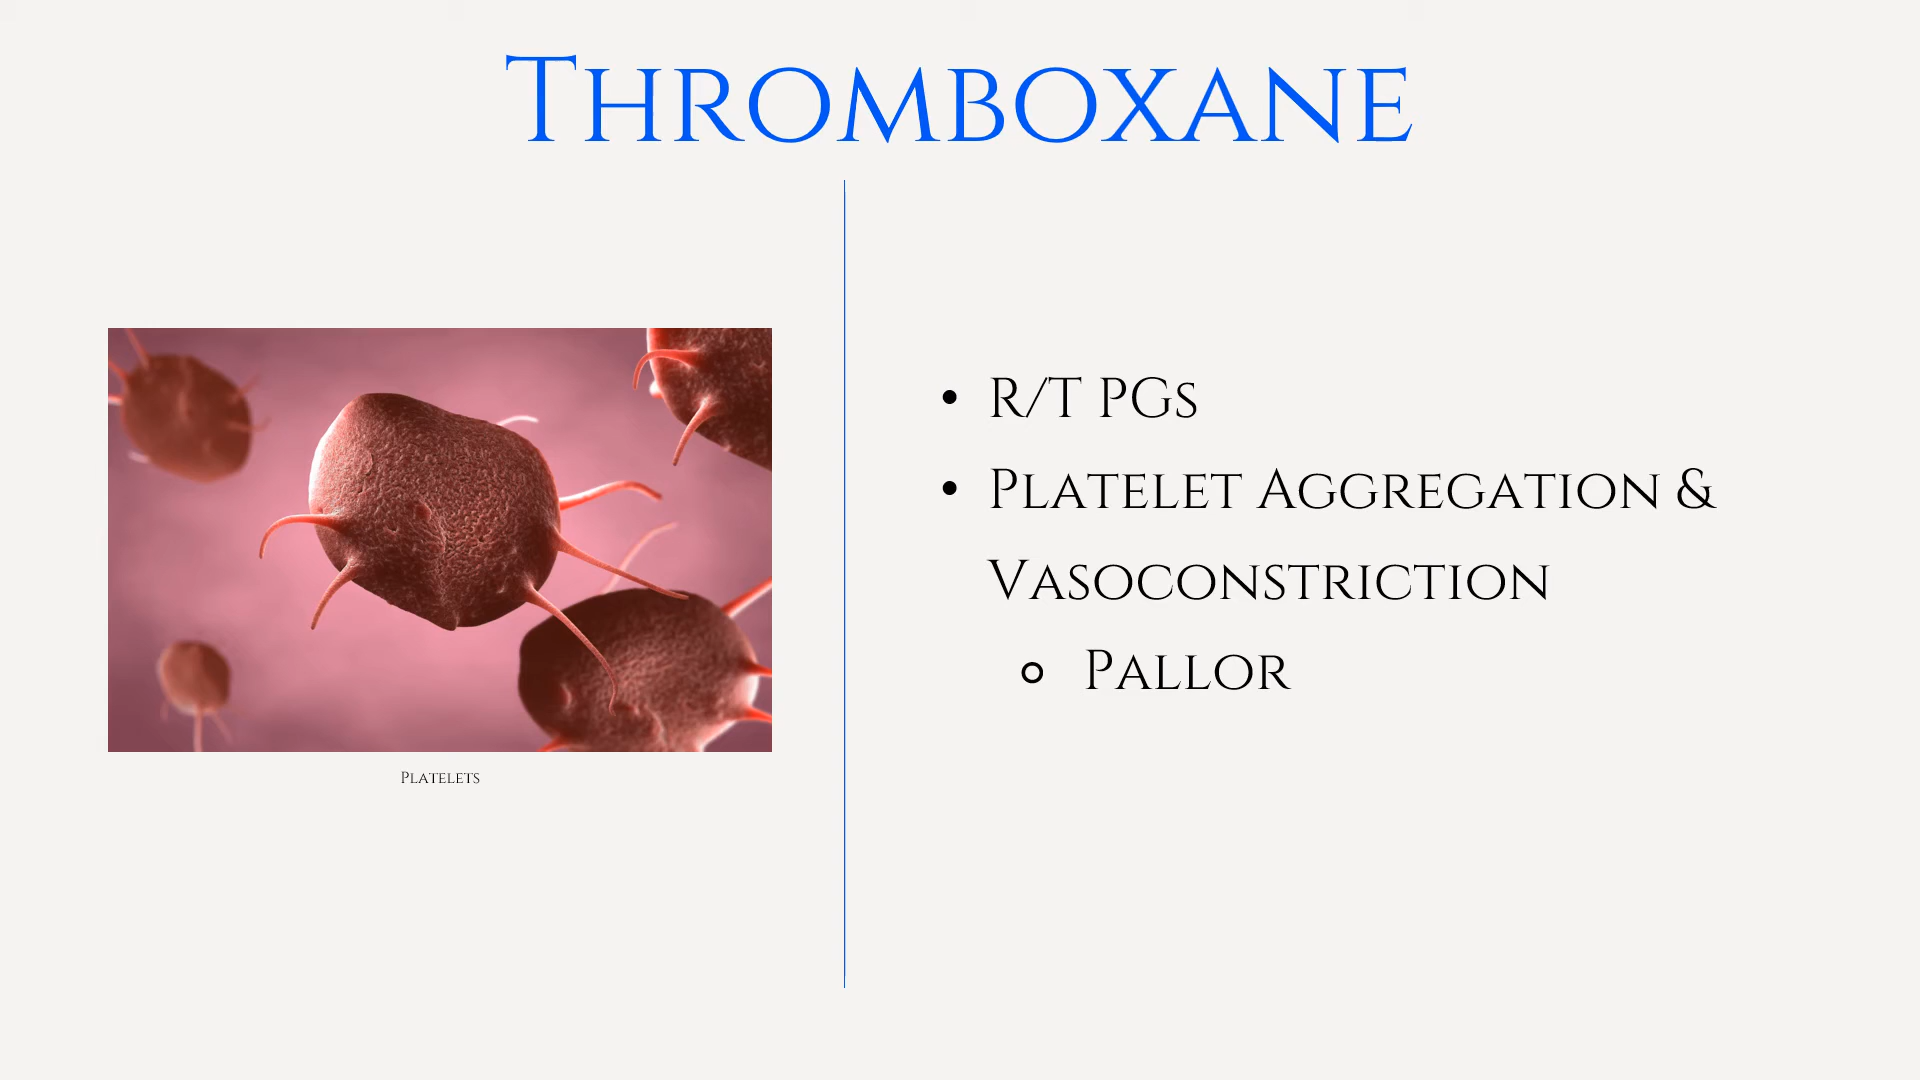 Thromboxane
Platelets
• R/T PGs
• Platelet Aggregation &
Vasoconstriction
○ Pallor